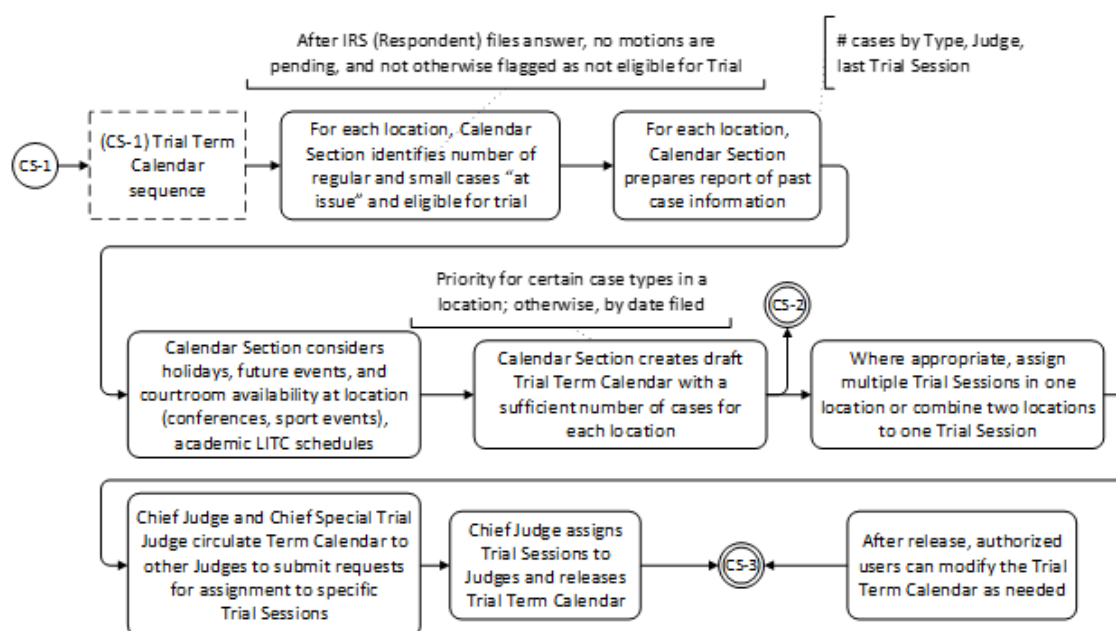 After IRS (Respondent) files answer, no motions are
pending, and not otherwise flagged as not eligible for Trial
# cases by Type, Judge,
last Trial Session
CS-1
(CS-1) Trial Term
Calendar
sequence
For each location, Calendar
Section identifies number of
regular and small cases “at
issue” and eligible for trial
For each location,
Calendar Section
prepares report of past
case information
Priority for certain case types in a
location; otherwise, by date filed
CS-2
Calendar Section considers
holidays, future events, and
courtroom availability at location
(conferences, sport events),
academic LITC schedules
Calendar Section creates draft
Trial Term Calendar with a
sufficient number of cases for
each location
Where appropriate, assign
multiple Trial Sessions in one
location or combine two locations
to one Trial Session
Chief Judge and Chief Special Trial
Judge circulate Term Calendar to
other Judges to submit requests
for assignment to specific
Trial Sessions
Chief Judge assigns
Trial Sessions to
Judges and releases
Trial Term Calendar
CS-3
After release, authorized
users can modify the Trial
Term Calendar as needed